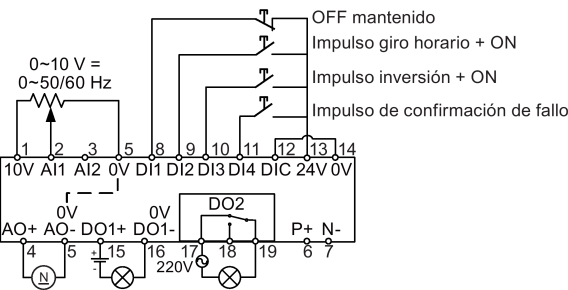 OFF mantenido
Impulso giro horario + ON
0~10 V =
0~50/60 Hz
Impulso inversión + ON
Impulso de confirmación de fallo
1 2 3 5 8 9 10 11 12 13 14
10V AI1 AI2 0V DI1 DI2 DI3 DI4 DIC 24V 0V
0V 0V DO2
AO+ AO- DO1+ DO1- P+ N-
4 5 15 16 17 18 19 6 7
+
-
220V
N